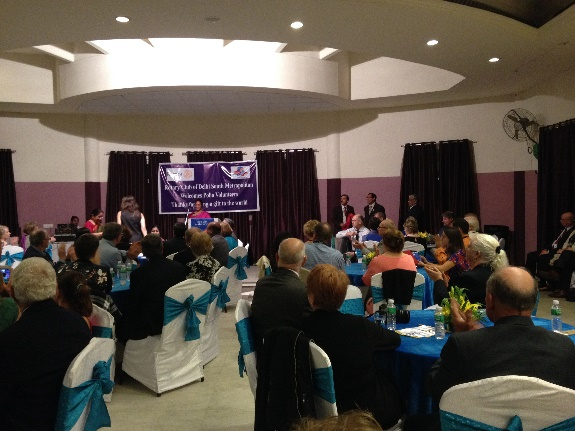 Rotary Club of Delhi South Metropolitan
Welcomes Polio Volunteers
Thanks for being a gift to the world